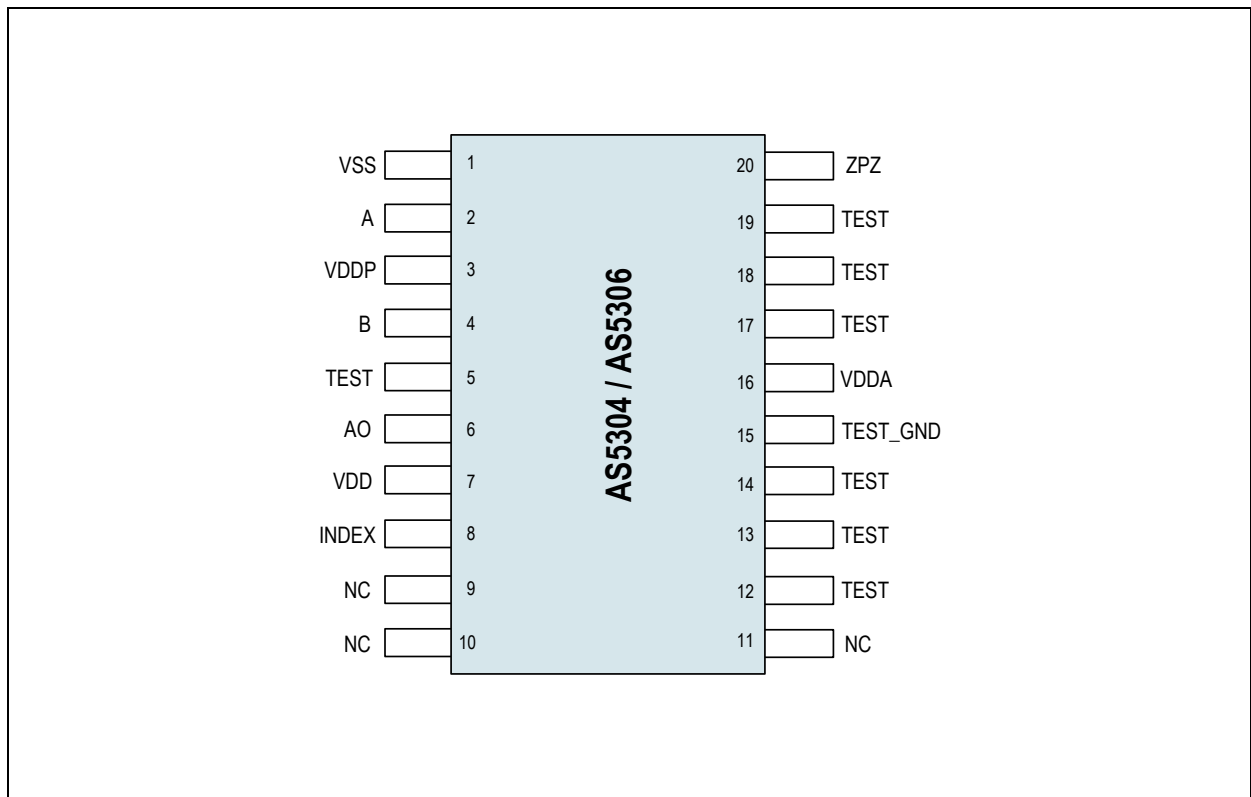 VSS 1
A 2
VDDP 3
B 4
TEST 5
AO 6
VDD 7
INDEX 8
NC 9
NC 10
AS5304 / AS5306
20 ZPZ
19 TEST
18 TEST
17 TEST
16 VDDA
15 TEST_GND
14 TEST
13 TEST
12 TEST
11 NC